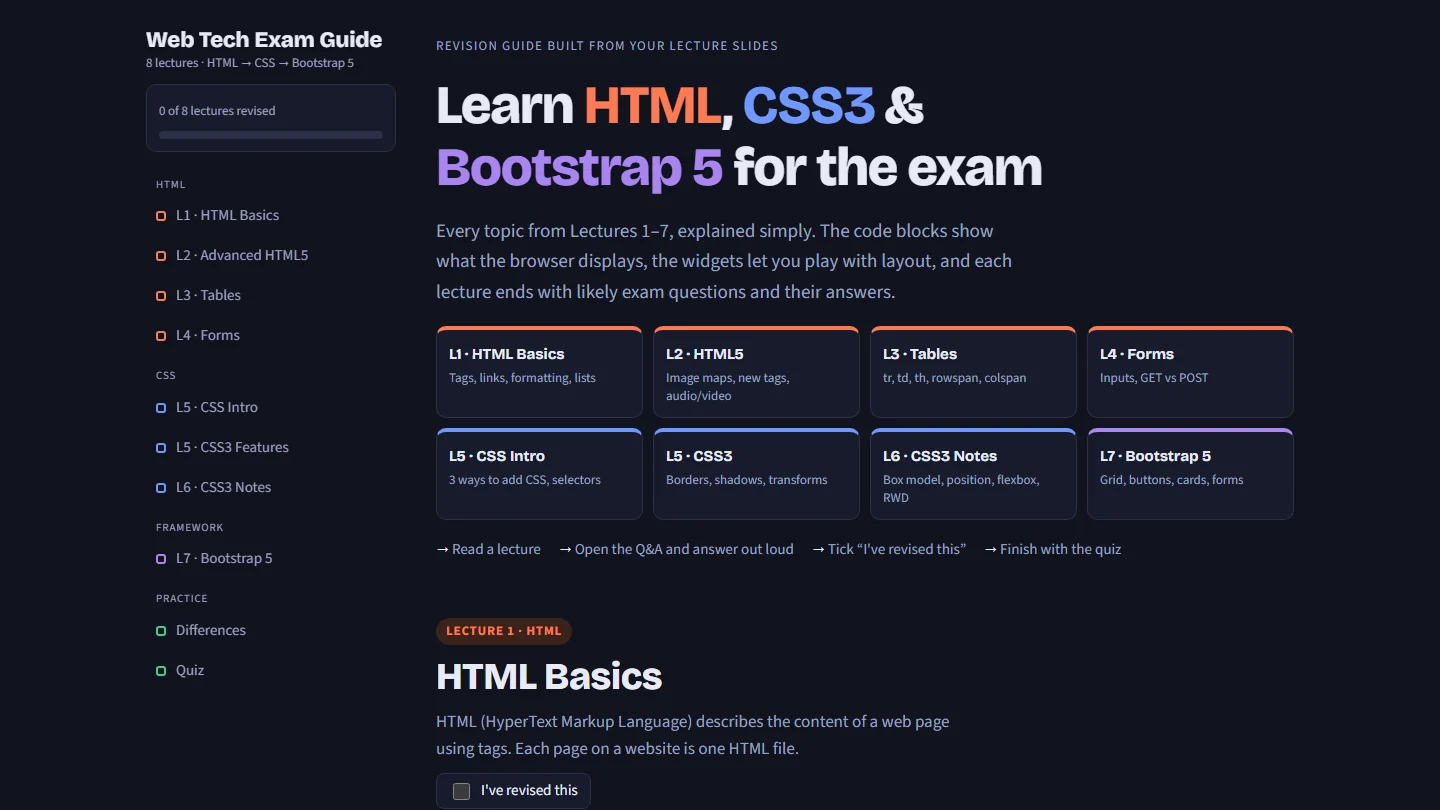 Web Tech Exam Guide
8 lectures · HTML → CSS → Bootstrap 5
0 of 8 lectures revised
HTML
L1 · HTML Basics
L2 · Advanced HTML5
L3 · Tables
L4 · Forms
CSS
L5 · CSS Intro
L5 · CSS3 Features
L6 · CSS3 Notes
FRAMEWORK
L7 · Bootstrap 5
PRACTICE
Differences
Quiz
REVISION GUIDE BUILT FROM YOUR LECTURE SLIDES
Learn HTML, CSS3 &
Bootstrap 5 for the exam
Every topic from Lectures 1–7, explained simply. The code blocks show
what the browser displays, the widgets let you play with layout, and each
lecture ends with likely exam questions and their answers.
L1 · HTML Basics
Tags, links, formatting, lists
L2 · HTML5
Image maps, new tags,
audio/video
L3 · Tables
tr, td, th, rowspan, colspan
L4 · Forms
Inputs, GET vs POST
L5 · CSS Intro
3 ways to add CSS, selectors
L5 · CSS3
Borders, shadows, transforms
L6 · CSS3 Notes
Box model, position, flexbox,
RWD
L7 · Bootstrap 5
Grid, buttons, cards, forms
→ Read a lecture → Open the Q&A and answer out loud → Tick “I've revised this” → Finish with the quiz
LECTURE 1 · HTML
HTML Basics
HTML (HyperText Markup Language) describes the content of a web page
using tags. Each page on a website is one HTML file.
I've revised this